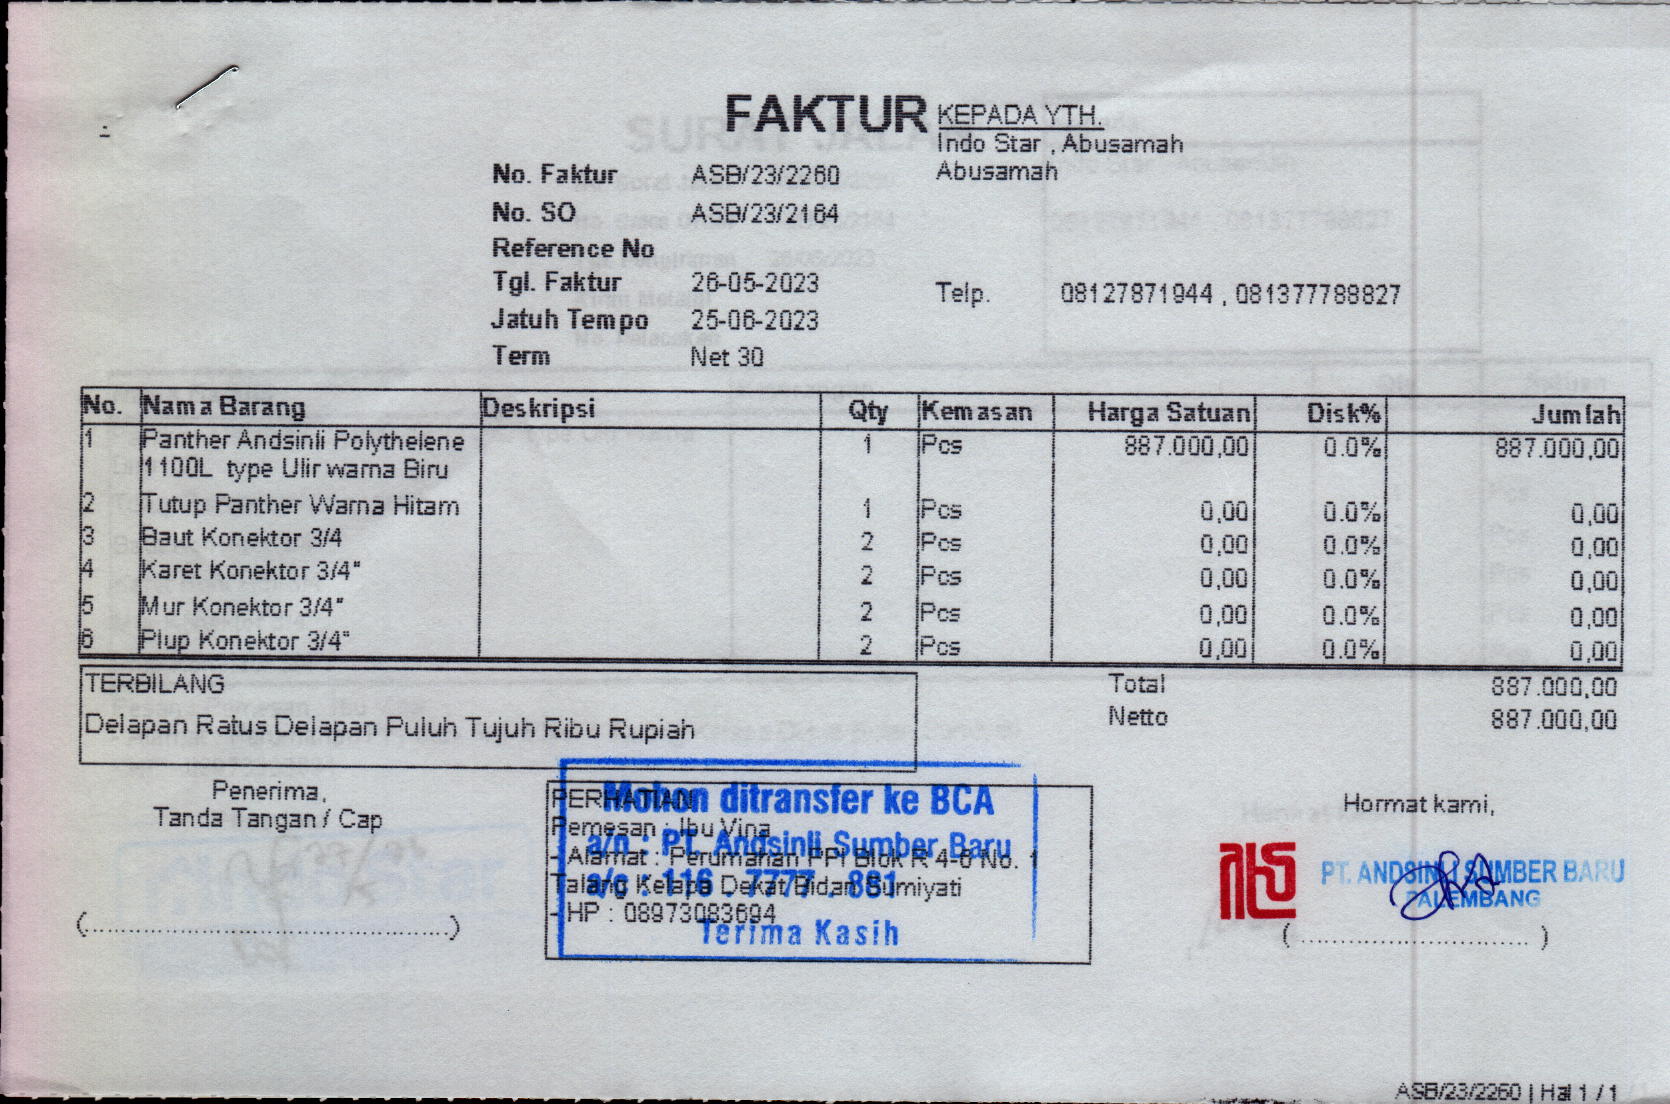 FAKTUR
KEPADA YTH.
Indo Star , Abusamah
Abusamah
No. Faktur ASB/23/2260
No. SO ASB/23/2164
Reference No
Tgl. Faktur 26-05-2023
Telp. 08127871944 , 081377788827
Jatuh Tempo 25-06-2023
Term Net 30
No. Nama Barang Deskripsi Qty Kemasan Harga Satuan Disk% Jumlah
1 Panther Andsinli Polythelene 1 Pcs 887.000,00 0.0% 887.000,00
1100L type Ulir warna Biru
2 Tutup Panther Warna Hitam 1 Pcs 0,00 0.0% 0,00
3 Baut Konektor 3/4 2 Pcs 0,00 0.0% 0,00
4 Karet Konektor 3/4" 2 Pcs 0,00 0.0% 0,00
5 Mur Konektor 3/4" 2 Pcs 0,00 0.0% 0,00
6 Plup Konektor 3/4" 2 Pcs 0,00 0.0% 0,00
TERBILANG
Delapan Ratus Delapan Puluh Tujuh Ribu Rupiah
Total 887.000,00
Netto 887.000,00
Penerima,
Tanda Tangan / Cap
(................................................)
PERHATIAN
Pemesan : Ibu Vina
- Alamat : Perumahan PPI Blok R 4-6 No. 1
Talang Kelapa Dekat Bidan Sumiyati
- HP : 08973083694
Mohon ditransfer ke BCA
a/n : PT. Andsinli Sumber Baru
a/c : 116 . 7777 . 881
Terima Kasih
Hormat kami,
PT. ANDSINLI SUMBER BARU
PALEMBANG
( .............................. )
ASB/23/2260 | Hal 1 / 1